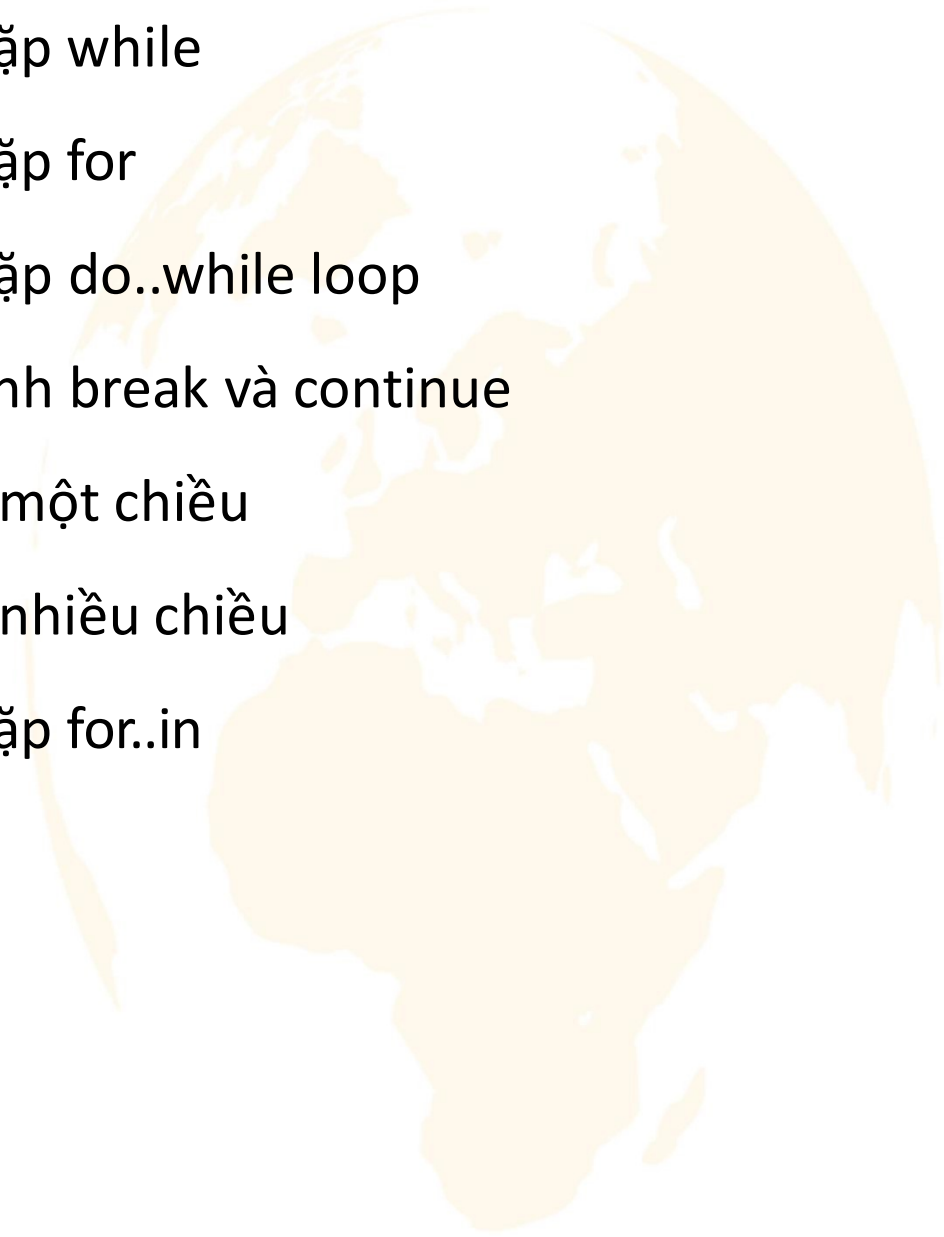 ặp while
ặp for
ặp do..while loop
nh break và continue
một chiều
nhiều chiều
ặp for..in